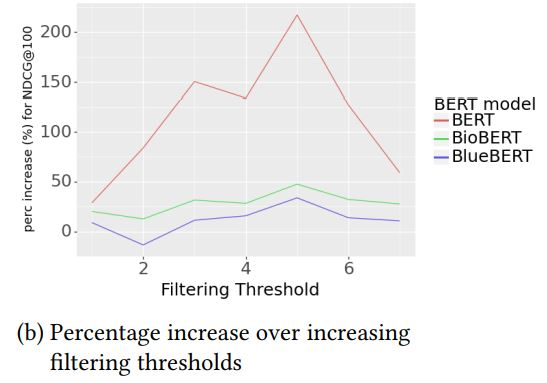 200
150
100
50
0
perc increase (%) for NDCG@100
2 4 6
Filtering Threshold
BERT model
BERT
BioBERT
BlueBERT
(b) Percentage increase over increasing
filtering thresholds